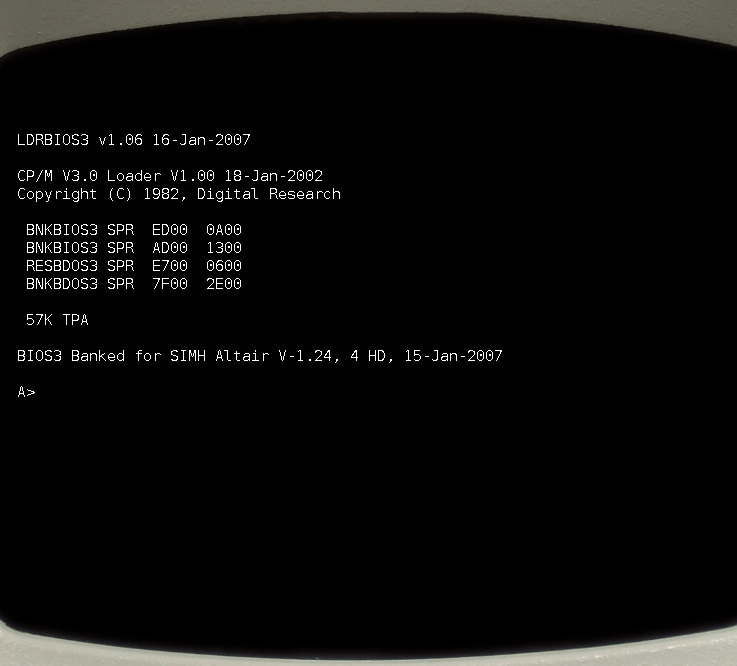 LDRBIOS3 v1.06 16-Jan-2007
CP/M V3.0 Loader V1.00 18-Jan-2002
Copyright (C) 1982, Digital Research
BNKBIOS3 SPR  ED00  0A00
BNKBIOS3 SPR  AD00  1300
RESBDOS3 SPR  E700  0600
BNKBDOS3 SPR  7F00  2E00
57K TPA
BIOS3 Banked for SIMH Altair V-1.24, 4 HD, 15-Jan-2007
A>